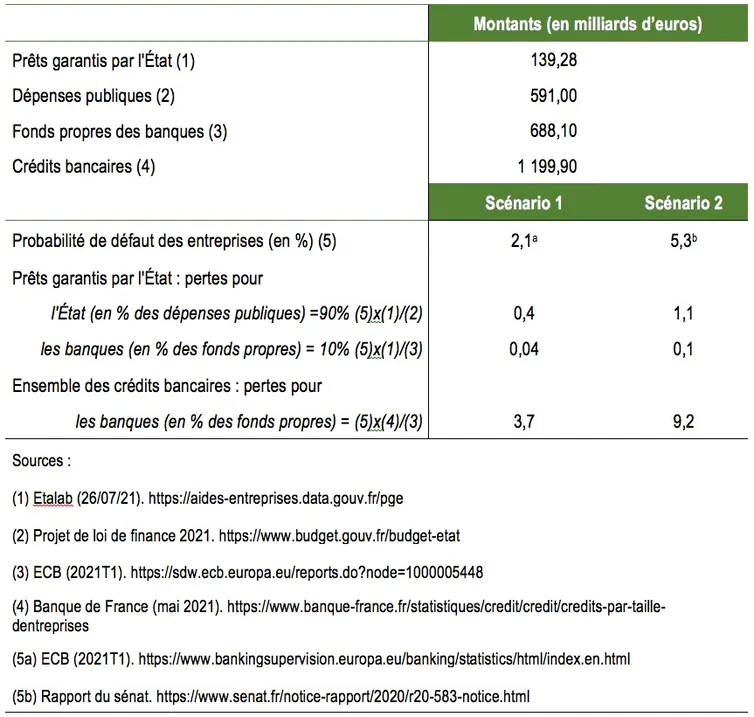 Montants (en milliards d'euros)
Prêts garantis par l'État (1) 139,28
Dépenses publiques (2) 591,00
Fonds propres des banques (3) 688,10
Crédits bancaires (4) 1 199,90
Scénario 1 Scénario 2
Probabilité de défaut des entreprises (en %) (5) 2,1ᵃ 5,3ᵇ
Prêts garantis par l'État : pertes pour
l'État (en % des dépenses publiques) =90% (5)x(1)/(2) 0,4 1,1
les banques (en % des fonds propres) = 10% (5)x(1)/(3) 0,04 0,1
Ensemble des crédits bancaires : pertes pour
les banques (en % des fonds propres) = (5)x(4)/(3) 3,7 9,2
Sources :
(1) Etalab (26/07/21). https://aides-entreprises.data.gouv.fr/pge
(2) Projet de loi de finance 2021. https://www.budget.gouv.fr/budget-etat
(3) ECB (2021T1). https://sdw.ecb.europa.eu/reports.do?node=1000005448
(4) Banque de France (mai 2021). https://www.banque-france.fr/statistiques/credit/credit/credits-par-taille-
dentreprises
(5a) ECB (2021T1). https://www.bankingsupervision.europa.eu/banking/statistics/html/index.en.html
(5b) Rapport du sénat. https://www.senat.fr/notice-rapport/2020/r20-583-notice.html